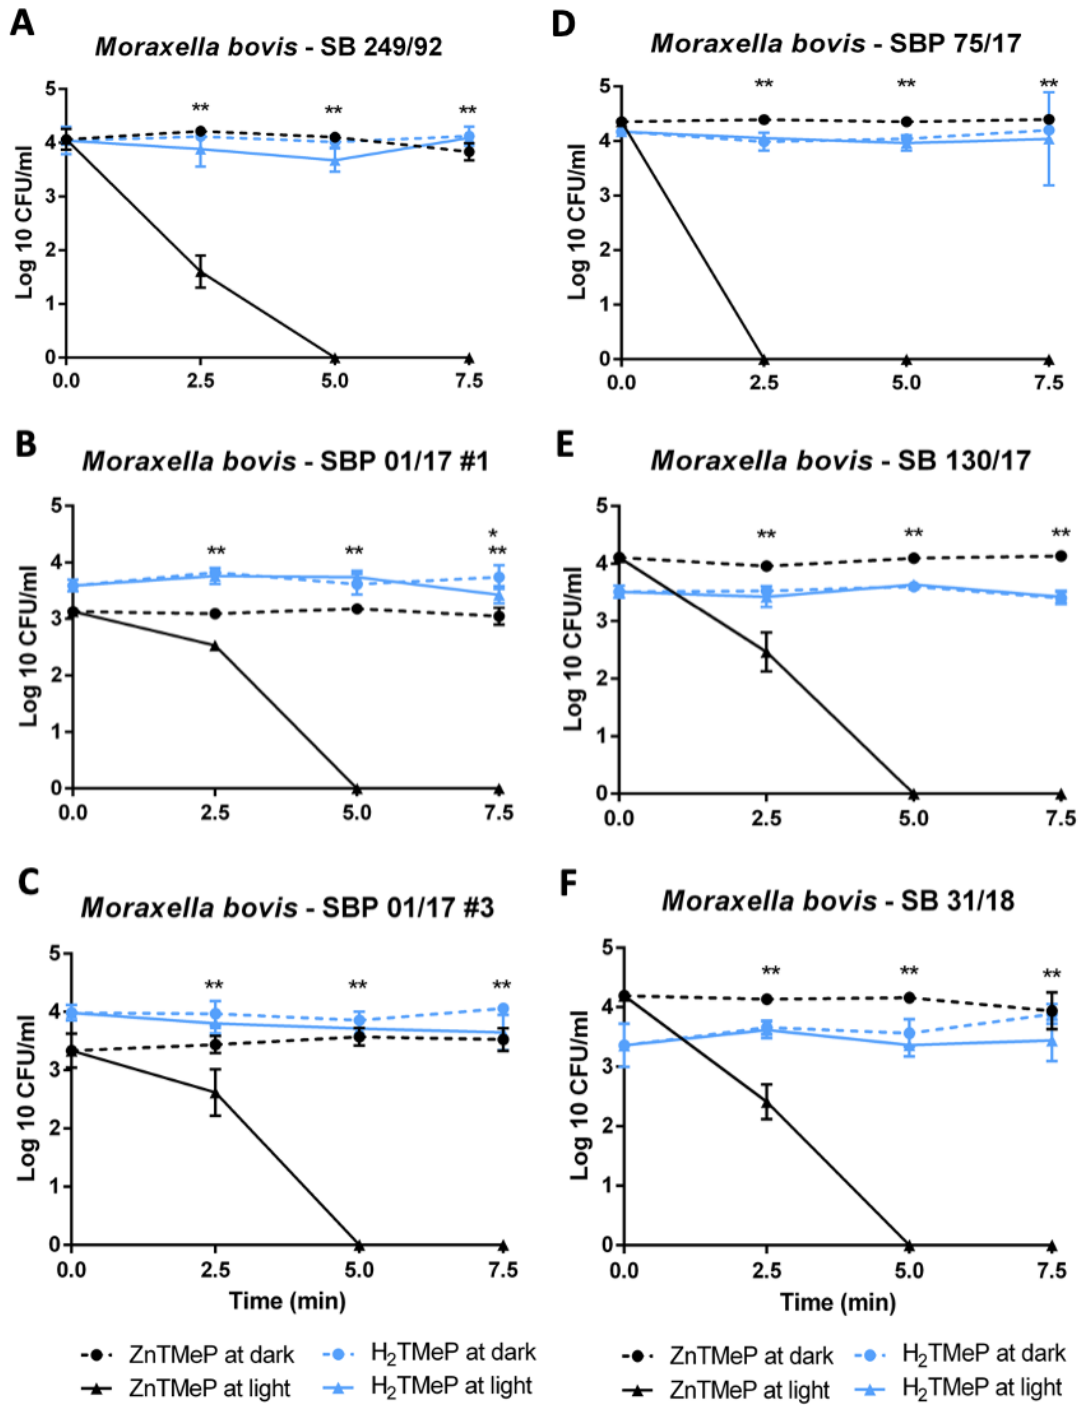 A
Moraxella bovis - SB 249/92
Log 10 CFU/ml
5
4
3
2
1
0
** ** **
0.0 2.5 5.0 7.5
B
Moraxella bovis - SBP 01/17 #1
Log 10 CFU/ml
5
4
3
2
1
0
*
** ** **
0.0 2.5 5.0 7.5
C
Moraxella bovis - SBP 01/17 #3
Log 10 CFU/ml
5
4
3
2
1
0
** ** **
0.0 2.5 5.0 7.5
Time (min)
ZnTMeP at dark
ZnTMeP at light
H2TMeP at dark
H2TMeP at light
D
Moraxella bovis - SBP 75/17
Log 10 CFU/ml
5
4
3
2
1
0
** ** **
0.0 2.5 5.0 7.5
E
Moraxella bovis - SB 130/17
Log 10 CFU/ml
5
4
3
2
1
0
** ** **
0.0 2.5 5.0 7.5
F
Moraxella bovis - SB 31/18
Log 10 CFU/ml
5
4
3
2
1
0
** ** **
0.0 2.5 5.0 7.5
Time (min)
ZnTMeP at dark
ZnTMeP at light
H2TMeP at dark
H2TMeP at light